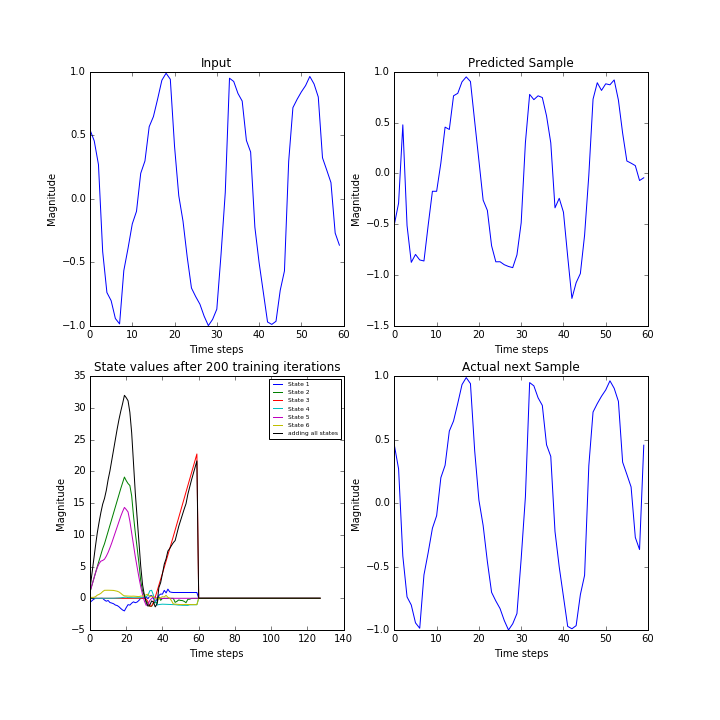 Input
Magnitude
1.0
0.5
0.0
−0.5
−1.0
0 10 20 30 40 50 60
Time steps
Predicted Sample
Magnitude
1.0
0.5
0.0
−0.5
−1.0
−1.5
0 10 20 30 40 50 60
Time steps
State values after 200 training iterations
Magnitude
35
30
25
20
15
10
5
0
−5
0 20 40 60 80 100 120 140
Time steps
State 1
State 2
State 3
State 4
State 5
State 6
adding all states
Actual next Sample
Magnitude
1.0
0.5
0.0
−0.5
−1.0
0 10 20 30 40 50 60
Time steps